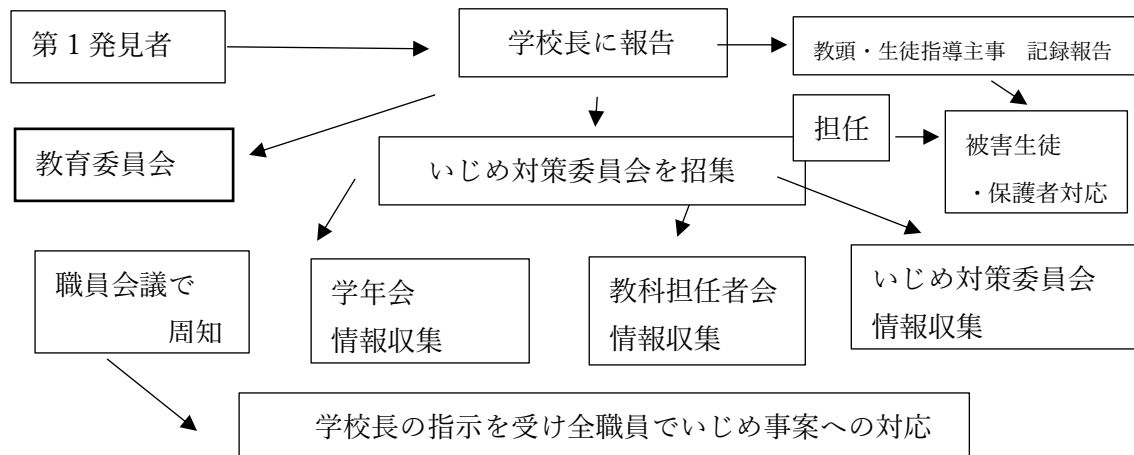 第1発見者
学校長に報告
教頭・生徒指導主事　記録報告
教育委員会
いじめ対策委員会を招集
担任
被害生徒
・保護者対応
職員会議で
周知
学年会
情報収集
教科担任者会
情報収集
いじめ対策委員会
情報収集
学校長の指示を受け全職員でいじめ事案への対応